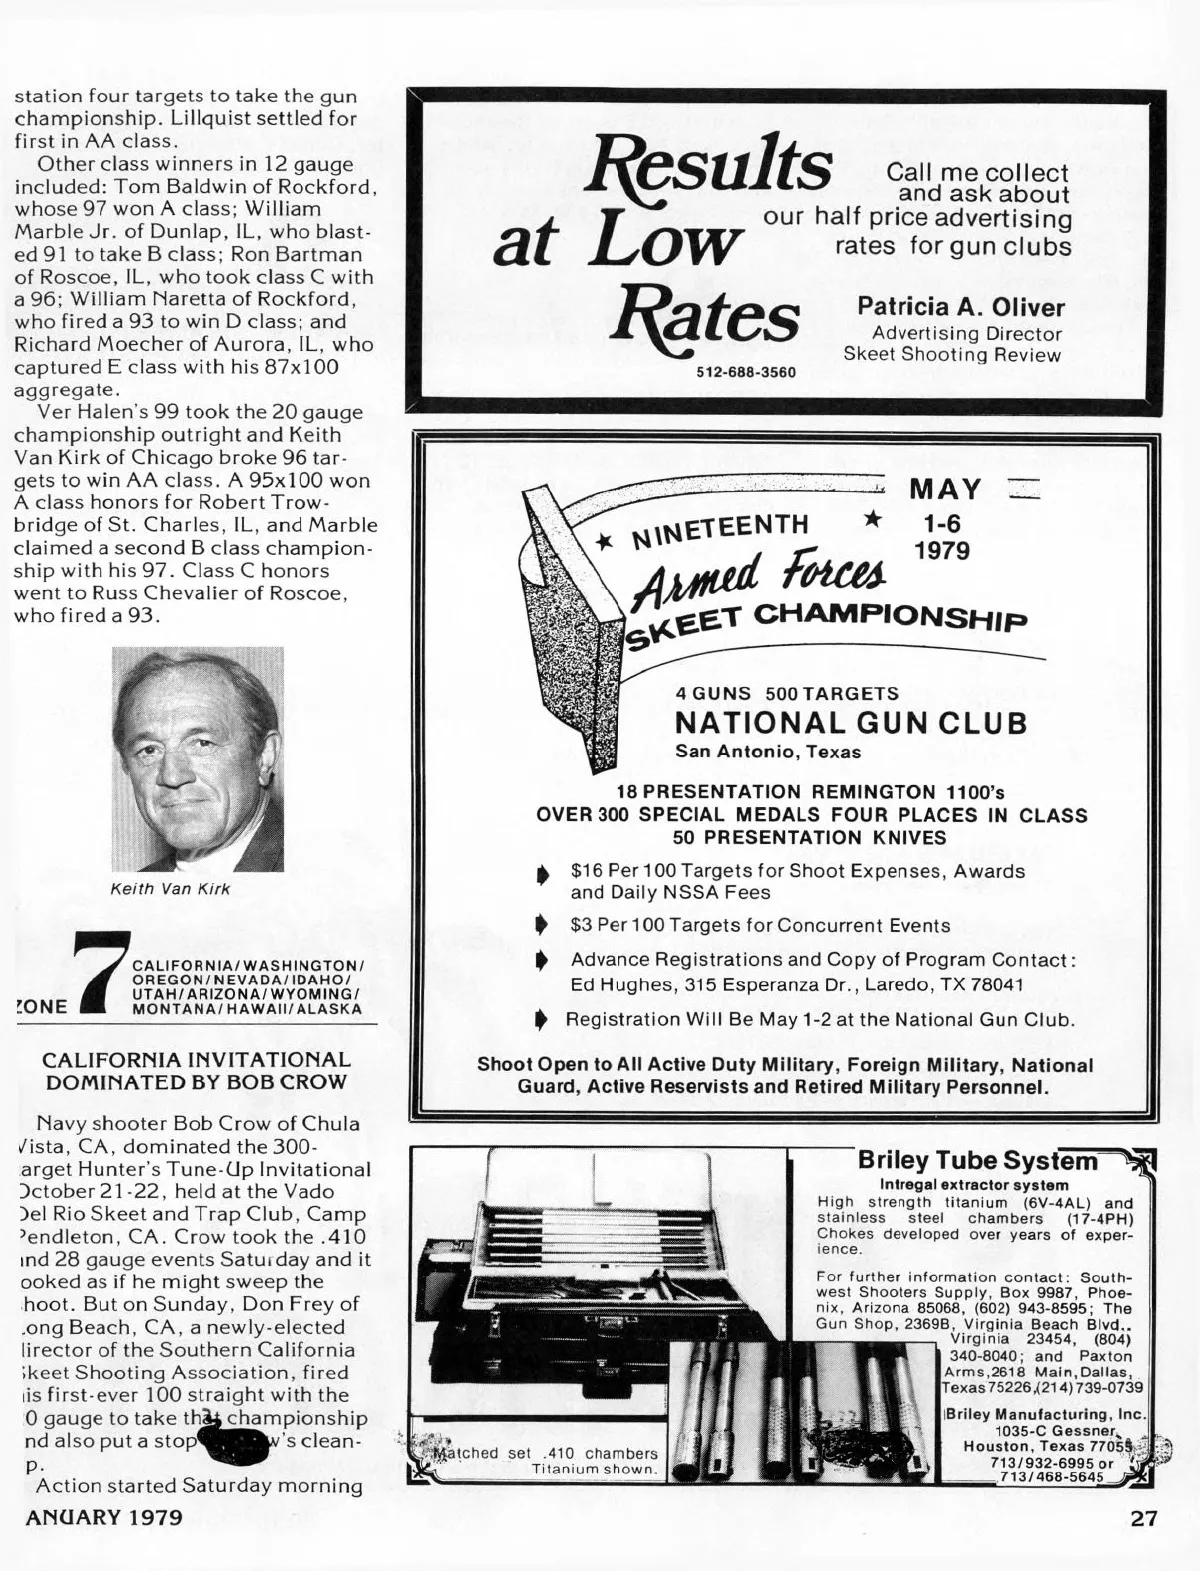 station four targets to take the gun
championship. Lillquist settled for
first in AA class.
Other class winners in 12 gauge
included: Tom Baldwin of Rockford,
whose 97 won A class; William
Marble Jr. of Dunlap, IL, who blast-
ed 91 to take B class; Ron Bartman
of Roscoe, IL, who took class C with
a 96; William Naretta of Rockford,
who fired a 93 to win D class; and
Richard Moecher of Aurora, IL, who
captured E class with his 87x100
aggregate.
Ver Halen's 99 took the 20 gauge
championship outright and Keith
Van Kirk of Chicago broke 96 tar-
gets to win AA class. A 95x100 won
A class honors for Robert Trow-
bridge of St. Charles, IL, and Marble
claimed a second B class champion-
ship with his 97. Class C honors
went to Russ Chevalier of Roscoe,
who fired a 93.
Keith Van Kirk
ZONE 7
CALIFORNIA/WASHINGTON/
OREGON/NEVADA/IDAHO/
UTAH/ARIZONA/WYOMING/
MONTANA/HAWAII/ALASKA
CALIFORNIA INVITATIONAL
DOMINATED BY BOB CROW
Navy shooter Bob Crow of Chula
Vista, CA, dominated the 300-
arget Hunter's Tune-Up Invitational
October 21-22, held at the Vado
Del Rio Skeet and Trap Club, Camp
Pendleton, CA. Crow took the .410
nd 28 gauge events Saturday and it
ooked as if he might sweep the
hoot. But on Sunday, Don Frey of
ong Beach, CA, a newly-elected
irector of the Southern California
keet Shooting Association, fired
is first-ever 100 straight with the
0 gauge to take that championship
nd also put a stop w's clean-
p.
Action started Saturday morning
ANUARY 1979
Results
at Low
Rates
512-688-3560
Call me collect
and ask about
our half price advertising
rates for gun clubs
Patricia A. Oliver
Advertising Director
Skeet Shooting Review
MAY
1-6
1979
NINETEENTH
Armed Forces
SKEET CHAMPIONSHIP
4 GUNS 500 TARGETS
NATIONAL GUN CLUB
San Antonio, Texas
18 PRESENTATION REMINGTON 1100's
OVER 300 SPECIAL MEDALS FOUR PLACES IN CLASS
50 PRESENTATION KNIVES
$16 Per 100 Targets for Shoot Expenses, Awards
and Daily NSSA Fees
$3 Per 100 Targets for Concurrent Events
Advance Registrations and Copy of Program Contact:
Ed Hughes, 315 Esperanza Dr., Laredo, TX 78041
Registration Will Be May 1-2 at the National Gun Club.
Shoot Open to All Active Duty Military, Foreign Military, National
Guard, Active Reservists and Retired Military Personnel.
Briley Tube System
Intregal extractor system
High strength titanium (6V-4AL) and
stainless steel chambers (17-4PH)
Chokes developed over years of exper-
ience.
For further information contact: South-
west Shooters Supply, Box 9987, Phoe-
nix, Arizona 85068, (602) 943-8595; The
Gun Shop, 2369B, Virginia Beach Blvd..
Virginia 23454, (804)
340-8040; and Paxton
Arms,2618 Main,Dallas,
Texas 75226,(214) 739-0739
Briley Manufacturing, Inc.
1035-C Gessner,
Houston, Texas 77055
713/932-6995 or
713/468-5645
Matched set .410 chambers
Titanium shown.
27